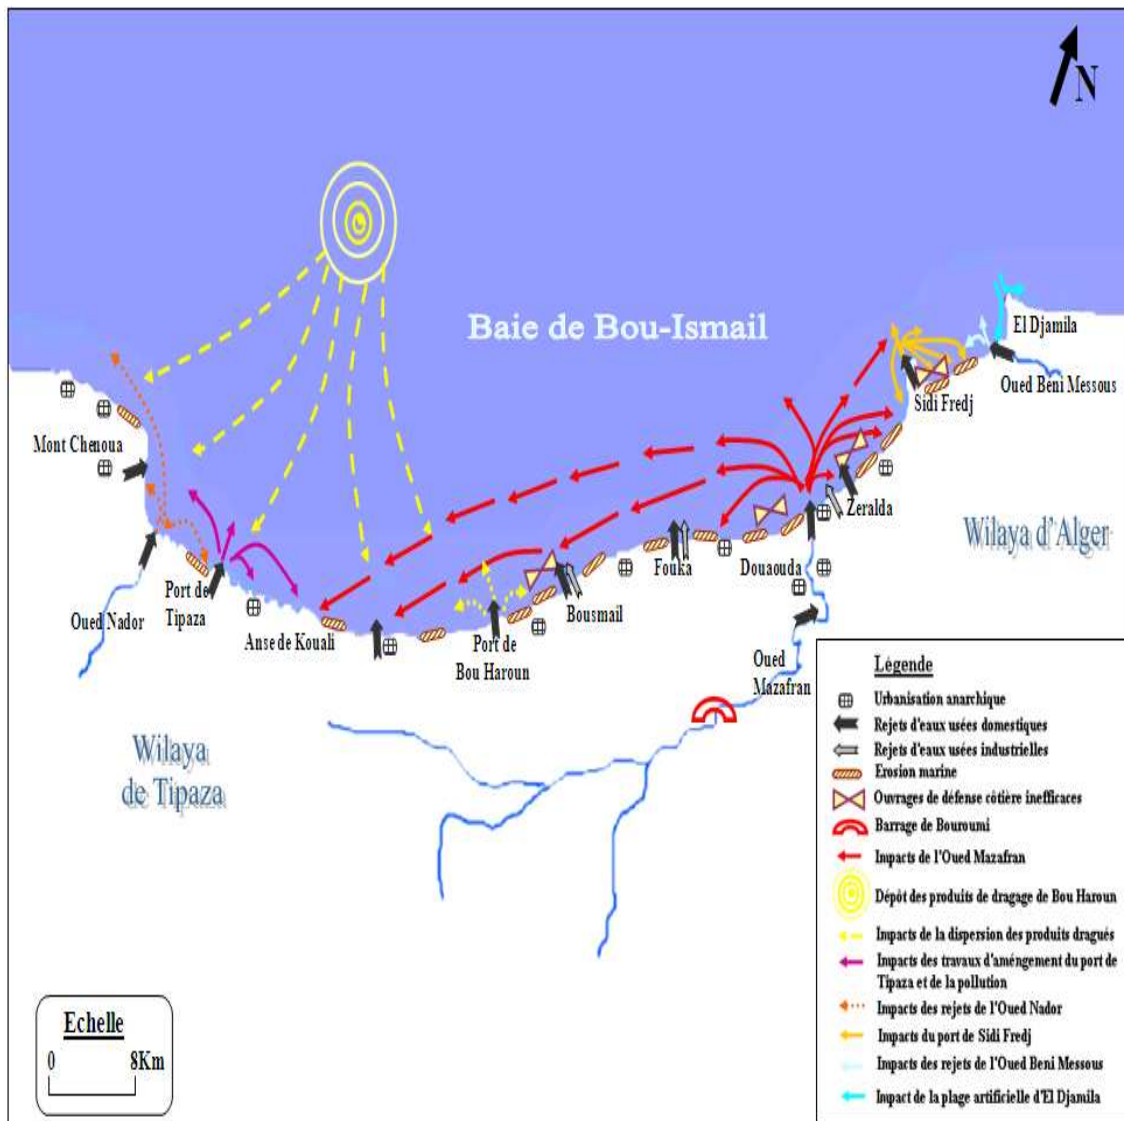 N
Baie de Bou-Ismail
El Djamila
Oued Beni Messous
Sidi Fredj
Mont Chenoua
Zeralda
Wilaya d'Alger
Fouka
Douaouda
Port de
Tipaza
Oued Nador
Bousmail
Anse de Kouali
Port de
Bou Haroun
Oued
Mazafran
Wilaya
de Tipaza
Légende
Urbanisation anarchique
Rejets d'eaux usées domestiques
Rejets d'eaux usées industrielles
Erosion marine
Ouvrages de défense côtière inefficaces
Barrage de Bouroumi
Impacts de l'Oued Mazafran
Dépôt des produits de dragage de Bou Haroun
Impacts de la dispersion des produits dragués
Impacts des travaux d'améngement du port de
Tipaza et de la pollution
Impacts des rejets de l'Oued Nador
Impacts du port de Sidi Fredj
Impacts des rejets de l'Oued Beni Messous
Impact de la plage artificielle d'El Djamila
Echelle
0 8Km